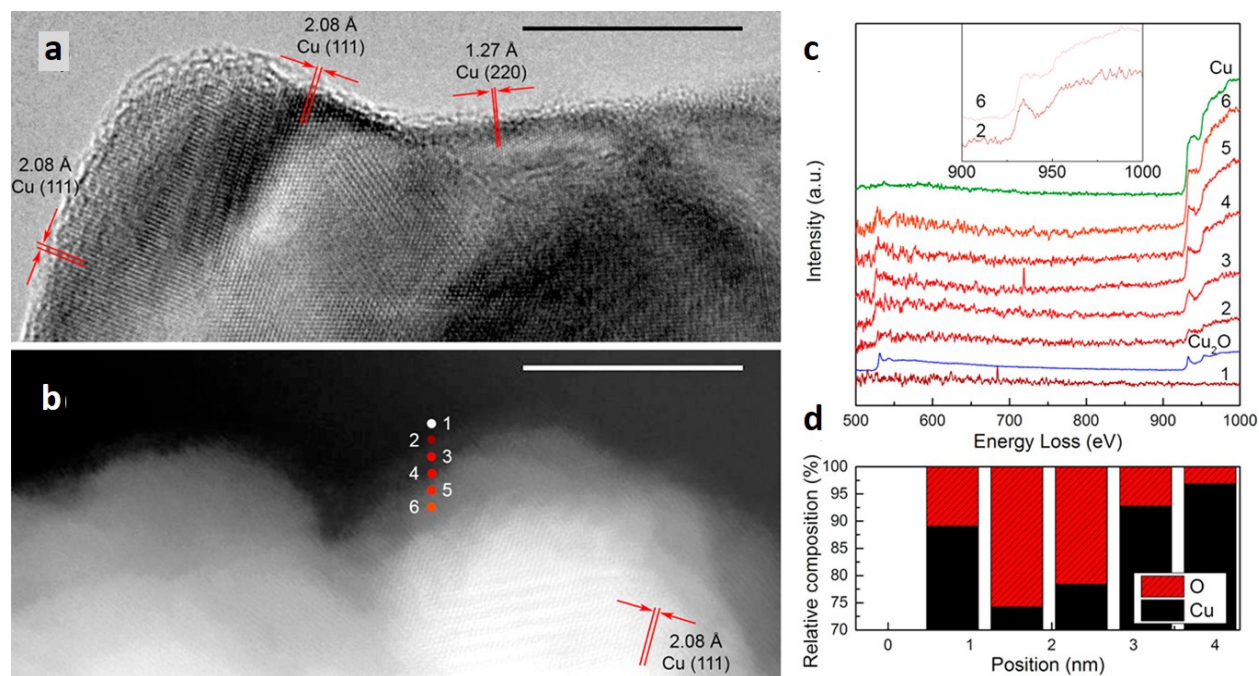 a
2.08 Å
Cu (111)
2.08 Å
Cu (111)
1.27 Å
Cu (220)
b
1
2
3
4
5
6
2.08 Å
Cu (111)
c
Intensity (a.u.)
6
2
900
950
1000
Cu
6
5
4
3
2
Cu₂O
1
500
600
700
800
900
1000
Energy Loss (eV)
d
Relative composition (%)
100
95
90
85
80
75
70
O
Cu
0
1
2
3
4
Position (nm)